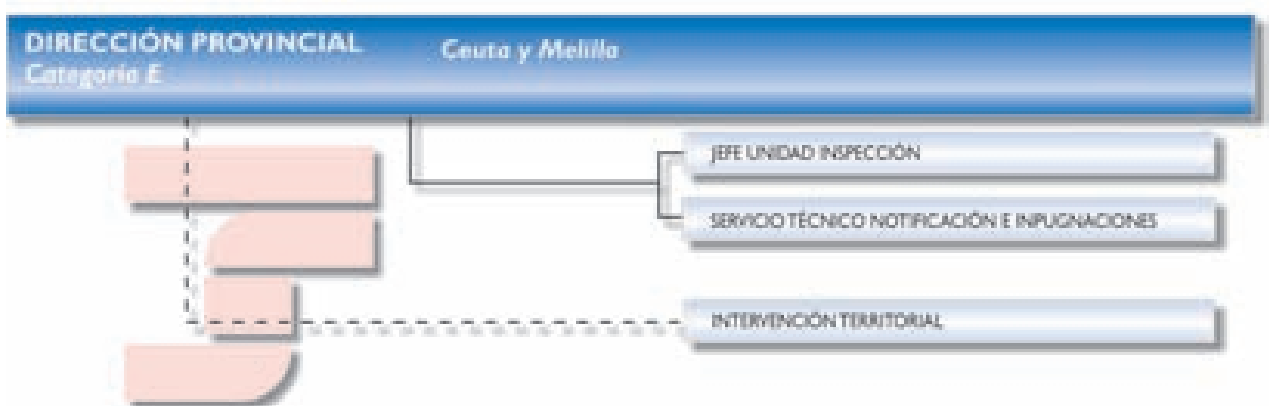 DIRECCIÓN PROVINCIAL
Ceuta y Melilla
Categoría E
JEFE UNIDAD INSPECCIÓN
SERVICIO TÉCNICO NOTIFICACIÓN E INPUGNACIONES
INTERVENCIÓN TERRITORIAL